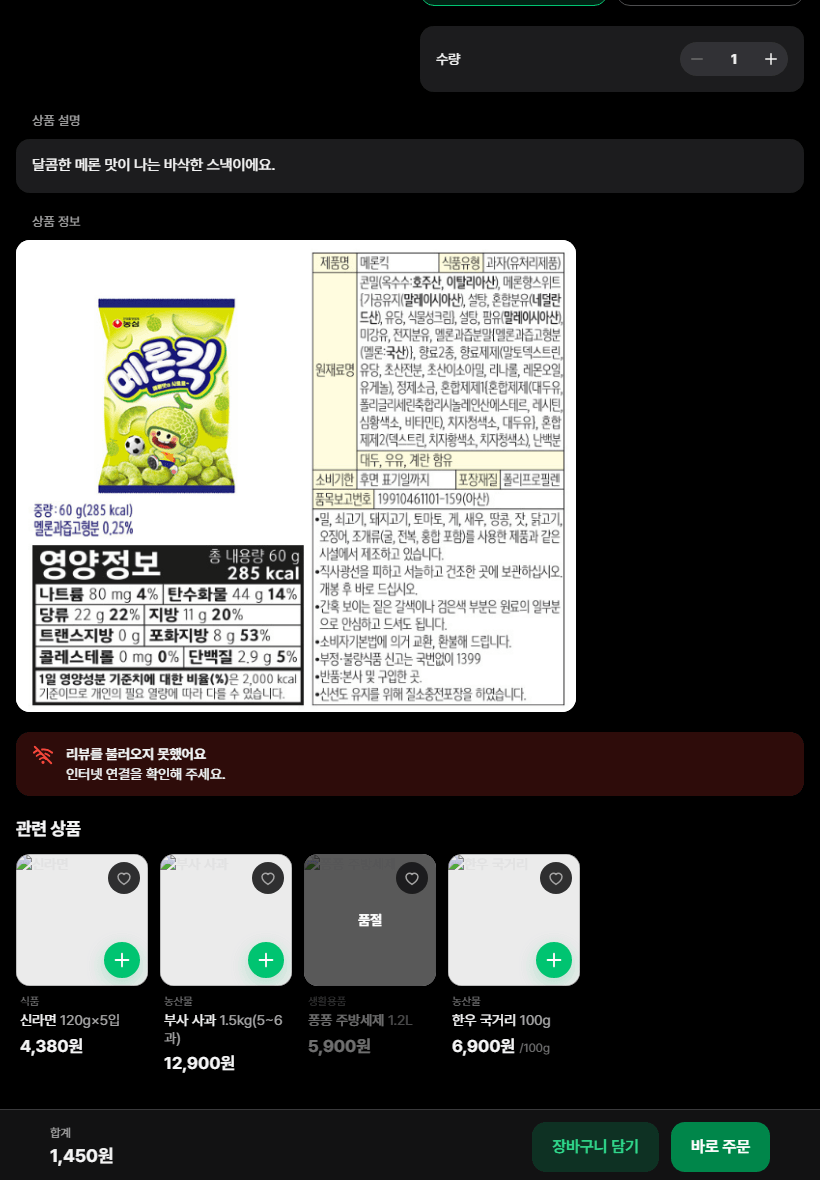 수량
1
상품 설명
달콤한 메론 맛이 나는 바삭한 스낵이에요.
상품 정보
농심
메론킥
중량: 60 g(285 kcal)
멜론과즙고형분 0.25%
영양정보
총 내용량 60 g
285 kcal
나트륨 80 mg 4% 탄수화물 44 g 14%
당류 22 g 22% 지방 11 g 20%
트랜스지방 0 g 포화지방 8 g 53%
콜레스테롤 0 mg 0% 단백질 2.9 g 5%
1일 영양성분 기준치에 대한 비율(%)은 2,000 kcal
기준이므로 개인의 필요 열량에 따라 다를 수 있습니다.
제품명 메론킥 식품유형 과자(유처리제품)
원재료명
콘밀(옥수수:호주산, 이탈리아산), 메론향스위트
{가공유지(말레이시아산), 설탕, 혼합분유(네덜란
드산), 유당, 식물성크림}, 설탕, 팜유(말레이시아산),
미강유, 전지분유, 멜론과즙분말[멜론과즙고형분
(멜론:국산)], 향료2종, 향료제제(말토덱스트린,
유당, 초산전분, 초산이소아밀, 리나롤, 레몬오일,
유게놀), 정제소금, 혼합제제1(혼합제제(대두유,
폴리글리세린축합리시놀레인산에스테르, 레시틴,
심황색소, 비타민E), 치자청색소, 대두유), 혼합
제제2(덱스트린, 치자황색소, 치자청색소), 난백분
대두, 우유, 계란 함유
소비기한 후면 표기일까지 포장재질 폴리프로필렌
품목보고번호 19910461101-159(아산)
•밀, 쇠고기, 돼지고기, 토마토, 게, 새우, 땅콩, 잣, 닭고기,
오징어, 조개류(굴, 전복, 홍합 포함)를 사용한 제품과 같은
시설에서 제조하고 있습니다.
•직사광선을 피하고 서늘하고 건조한 곳에 보관하십시오.
개봉 후 바로 드십시오.
•간혹 보이는 짙은 갈색이나 검은색 부분은 원료의 일부분
으로 안심하고 드셔도 됩니다.
•소비자기본법에 의거 교환, 환불해 드립니다.
•부정·불량식품 신고는 국번없이 1399
•반품:본사 및 구입한 곳.
•신선도 유지를 위해 질소충전포장을 하였습니다.
리뷰를 불러오지 못했어요
인터넷 연결을 확인해 주세요.
관련 상품
신라면
부사 사과
한우 국거리
품절
식품
신라면 120g×5입
4,380원
농산물
부사 사과 1.5kg(5~6
과)
12,900원
생활용품
퐁퐁 주방세제 1.2L
5,900원
농산물
한우 국거리 100g
6,900원 /100g
합계
1,450원
장바구니 담기
바로 주문